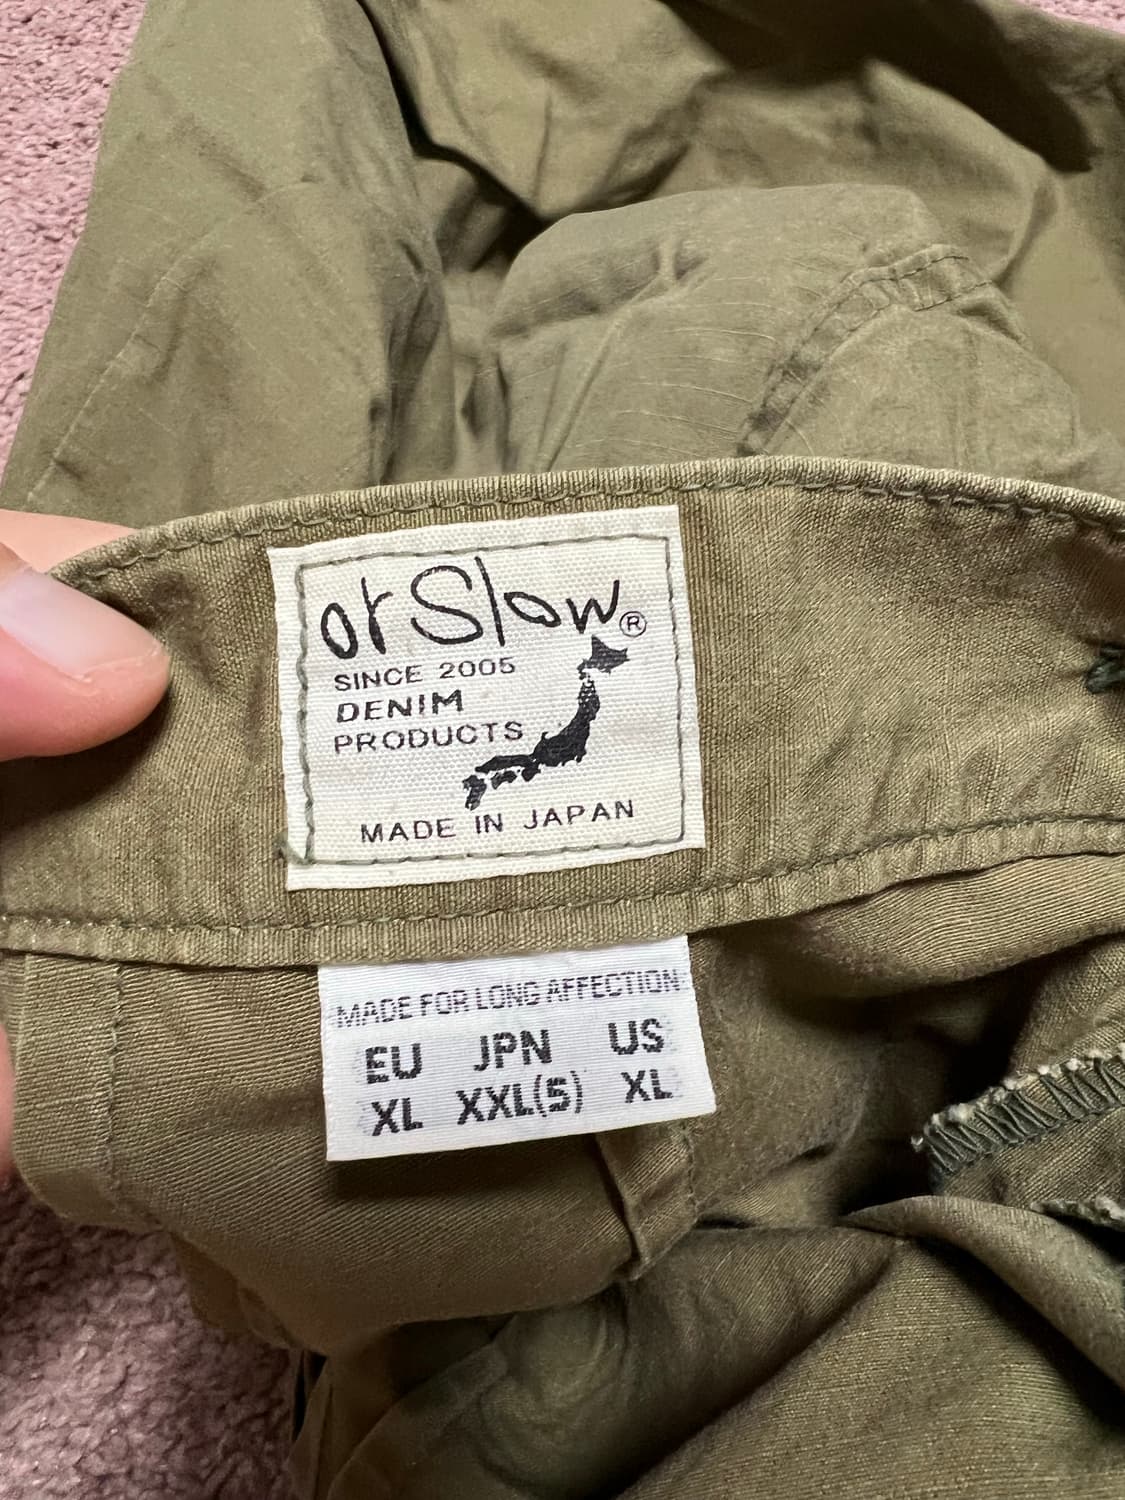 orSlow®
SINCE 2005
DENIM
PRODUCTS
MADE IN JAPAN
MADE FOR LONG AFFECTION
EU JPN US
XL XXL(5) XL